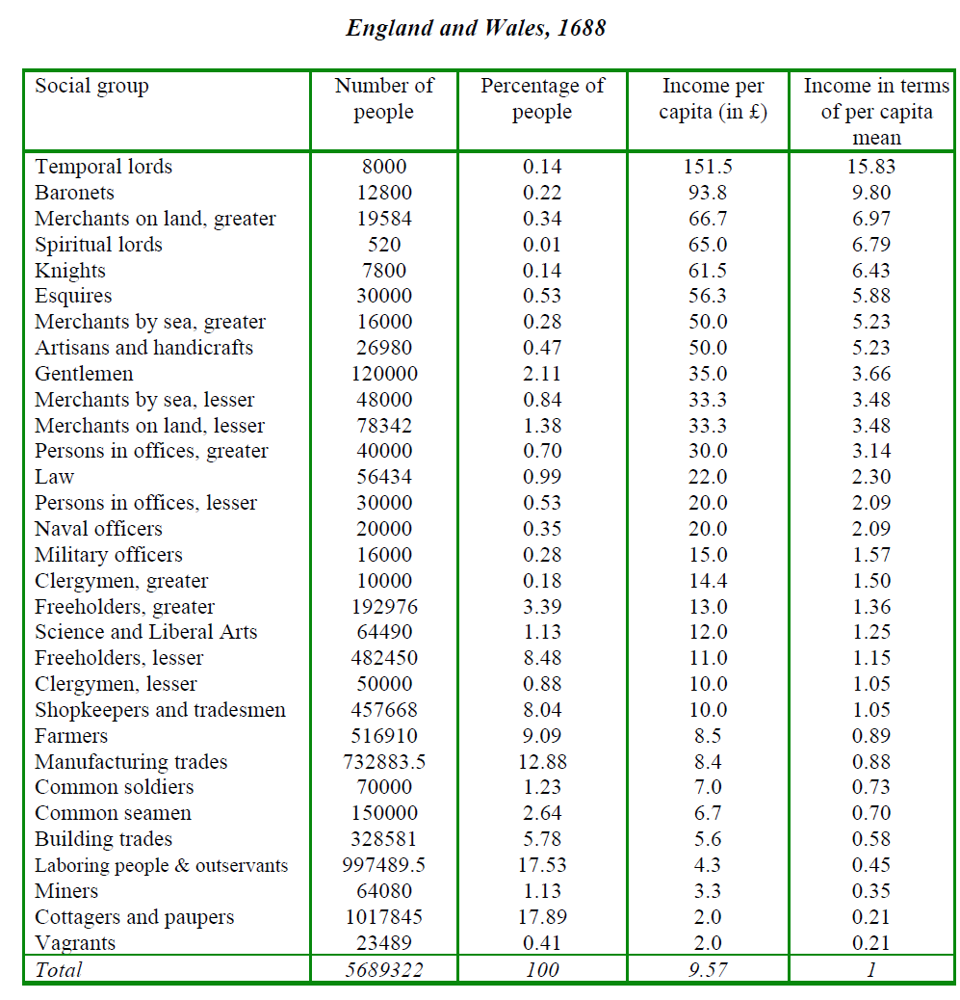 England and Wales, 1688
Social group Number of people Percentage of people Income per capita (in £) Income in terms of per capita mean
Temporal lords 8000 0.14 151.5 15.83
Baronets 12800 0.22 93.8 9.80
Merchants on land, greater 19584 0.34 66.7 6.97
Spiritual lords 520 0.01 65.0 6.79
Knights 7800 0.14 61.5 6.43
Esquires 30000 0.53 56.3 5.88
Merchants by sea, greater 16000 0.28 50.0 5.23
Artisans and handicrafts 26980 0.47 50.0 5.23
Gentlemen 120000 2.11 35.0 3.66
Merchants by sea, lesser 48000 0.84 33.3 3.48
Merchants on land, lesser 78342 1.38 33.3 3.48
Persons in offices, greater 40000 0.70 30.0 3.14
Law 56434 0.99 22.0 2.30
Persons in offices, lesser 30000 0.53 20.0 2.09
Naval officers 20000 0.35 20.0 2.09
Military officers 16000 0.28 15.0 1.57
Clergymen, greater 10000 0.18 14.4 1.50
Freeholders, greater 192976 3.39 13.0 1.36
Science and Liberal Arts 64490 1.13 12.0 1.25
Freeholders, lesser 482450 8.48 11.0 1.15
Clergymen, lesser 50000 0.88 10.0 1.05
Shopkeepers and tradesmen 457668 8.04 10.0 1.05
Farmers 516910 9.09 8.5 0.89
Manufacturing trades 732883.5 12.88 8.4 0.88
Common soldiers 70000 1.23 7.0 0.73
Common seamen 150000 2.64 6.7 0.70
Building trades 328581 5.78 5.6 0.58
Laboring people & outservants 997489.5 17.53 4.3 0.45
Miners 64080 1.13 3.3 0.35
Cottagers and paupers 1017845 17.89 2.0 0.21
Vagrants 23489 0.41 2.0 0.21
Total 5689322 100 9.57 1